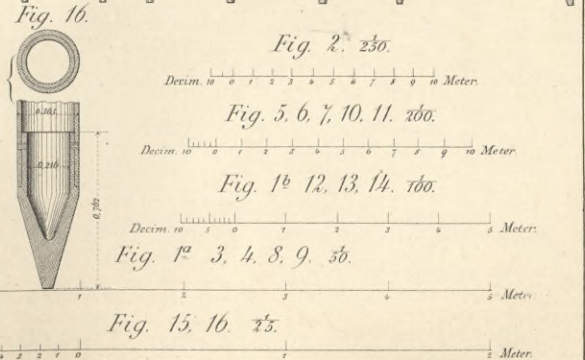 Fig. 16.
0,305.
0,216
0,702
Fig. 2. 1/250.
Decim. 10 0 1 2 3 4 5 6 7 8 9 10 Meter.
Fig. 5, 6, 7, 10, 11. 1/200.
Decim. 10 0 1 2 3 4 5 6 7 8 9 10 Meter.
Fig. 1b 12, 13, 14. 1/100.
Decim. 10 5 0 1 2 3 4 5 Meter.
Fig. 1a 3, 4, 8, 9. 1/50.
1 2 3 4 5 Meter.
Fig. 15, 16. 1/25.
3 2 1 0 1 2 Meter.